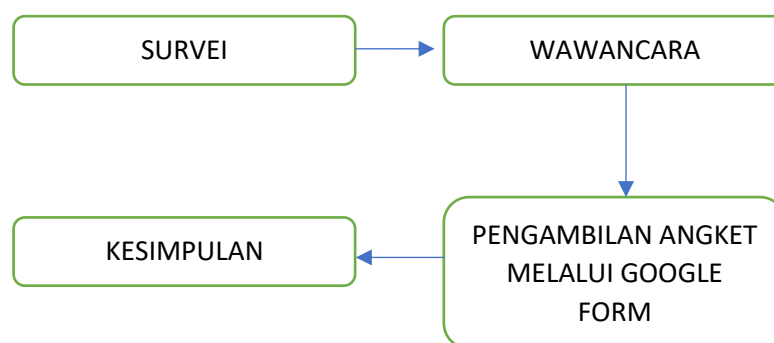 SURVEI
WAWANCARA
PENGAMBILAN ANGKET
MELALUI GOOGLE
FORM
KESIMPULAN